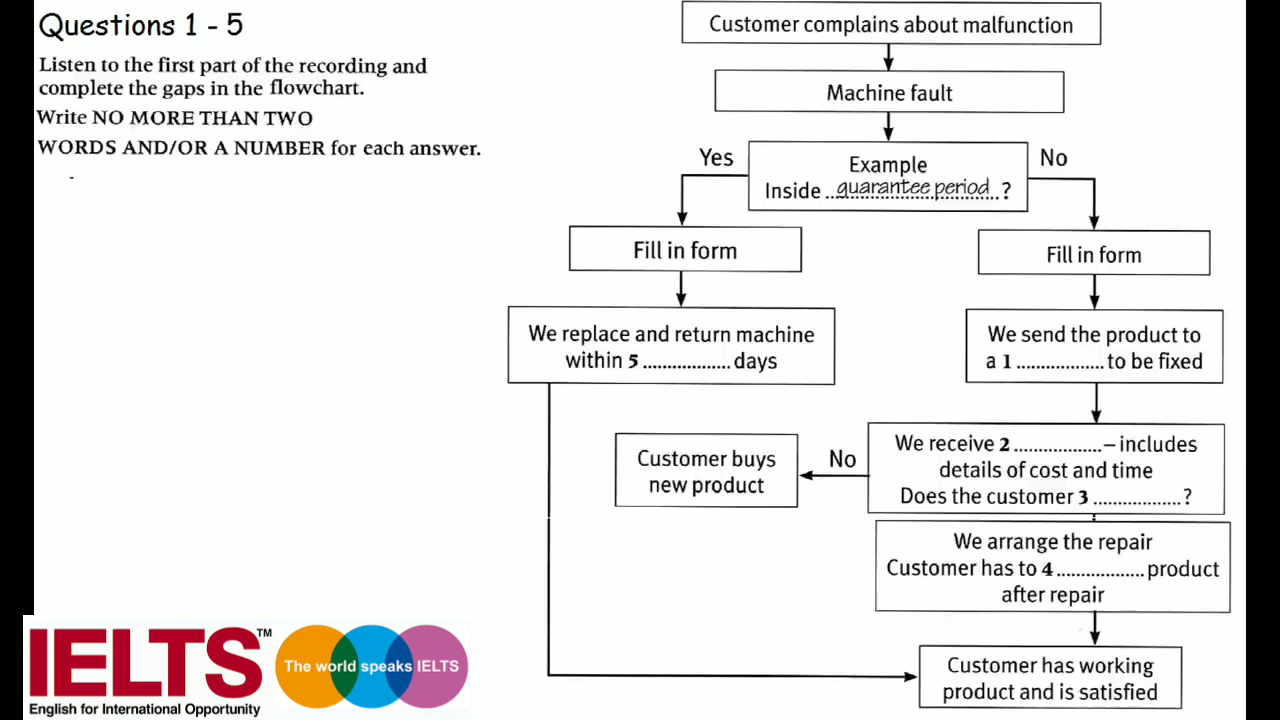 Questions 1 - 5
Listen to the first part of the recording and
complete the gaps in the flowchart.
Write NO MORE THAN TWO
WORDS AND/OR A NUMBER for each answer.
-
Customer complains about malfunction
Machine fault
Yes
Example
Inside ...guarantee period...?
No
Fill in form
Fill in form
We replace and return machine
within 5 .................. days
We send the product to
a 1 .................. to be fixed
We receive 2 .................. – includes
details of cost and time
Does the customer 3 ..................?
No
Customer buys
new product
We arrange the repair
Customer has to 4 .................. product
after repair
Customer has working
product and is satisfied
IELTS™
English for International Opportunity
The world speaks IELTS